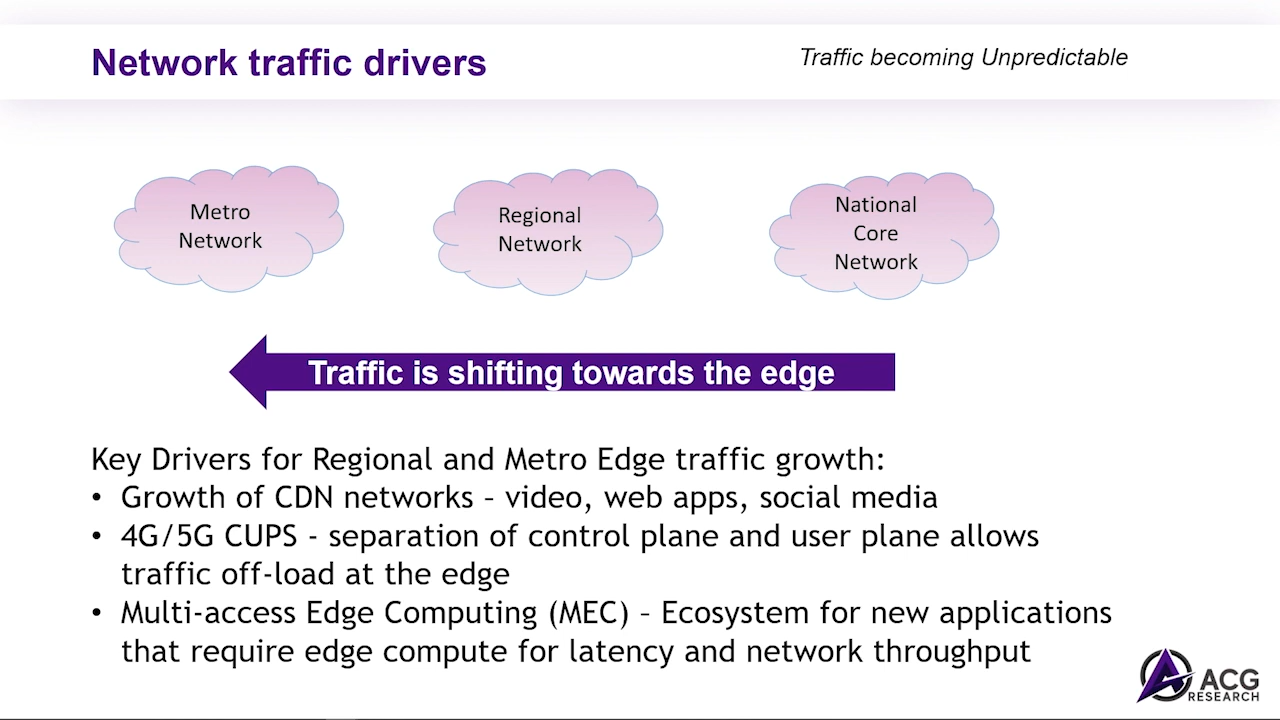 Network traffic drivers
Traffic becoming Unpredictable
Metro
Network
Regional
Network
National
Core
Network
Traffic is shifting towards the edge
Key Drivers for Regional and Metro Edge traffic growth:
• Growth of CDN networks – video, web apps, social media
• 4G/5G CUPS - separation of control plane and user plane allows
traffic off-load at the edge
• Multi-access Edge Computing (MEC) – Ecosystem for new applications
that require edge compute for latency and network throughput
ACG
RESEARCH